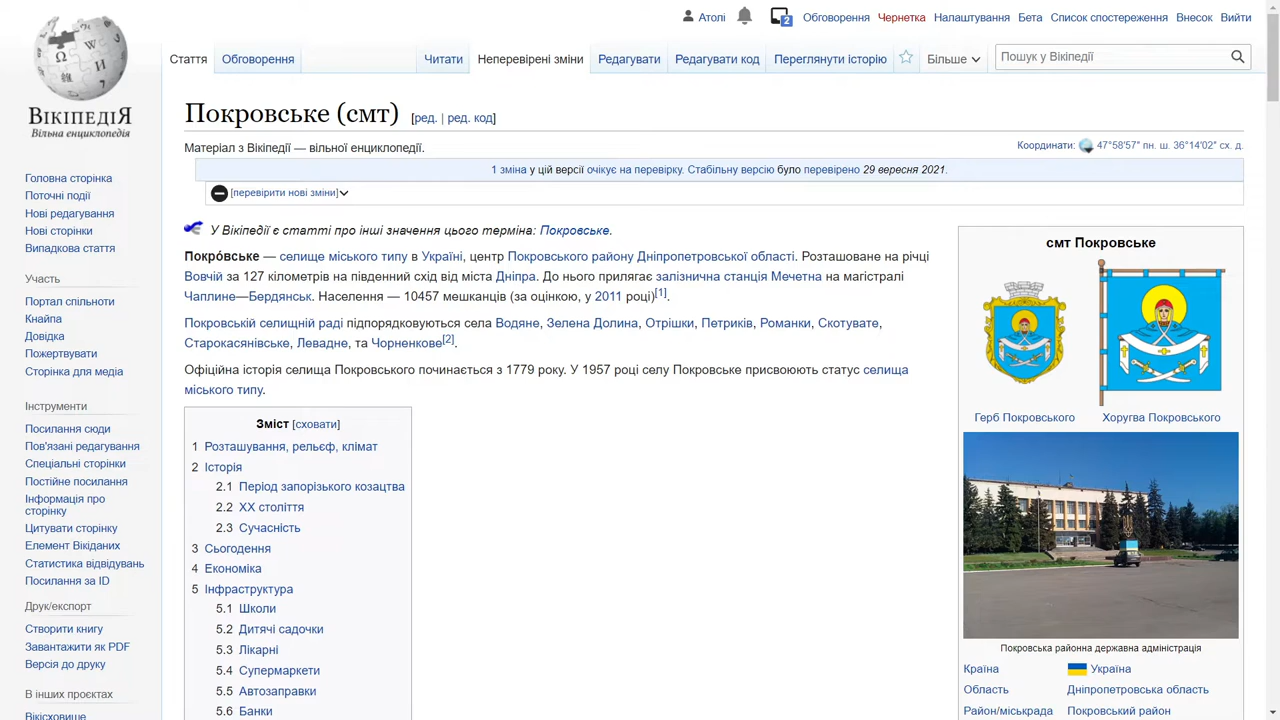 Атолі
2
Обговорення
Чернетка
Налаштування
Бета
Список спостереження
Внесок
Вийти
Стаття
Обговорення
Читати
Неперевірені зміни
Редагувати
Редагувати код
Переглянути історію
Більше
Пошук у Вікіпедії
ВІКІПЕДІЯ
Вільна енциклопедія
Головна сторінка
Поточні події
Нові редагування
Нові сторінки
Випадкова стаття
Участь
Портал спільноти
Кнайпа
Довідка
Пожертвувати
Сторінка для медіа
Інструменти
Посилання сюди
Пов'язані редагування
Спеціальні сторінки
Постійне посилання
Інформація про
сторінку
Цитувати сторінку
Елемент Вікіданих
Статистика відвідувань
Посилання за ID
Друк/експорт
Створити книгу
Завантажити як PDF
Версія до друку
В інших проєктах
Вікісховище
Покровське (смт) [ред. | ред. код]
Матеріал з Вікіпедії — вільної енциклопедії.
Координати: 47°58′57″ пн. ш. 36°14′02″ сх. д.
1 зміна у цій версії очікує на перевірку. Стабільну версію було перевірено 29 вересня 2021.
[перевірити нові зміни]
У Вікіпедії є статті про інші значення цього терміна: Покровське.
Покро́вське — селище міського типу в Україні, центр Покровського району Дніпропетровської області. Розташоване на річці
Вовчій за 127 кілометрів на південний схід від міста Дніпра. До нього прилягає залізнична станція Мечетна на магістралі
Чаплине—Бердянськ. Населення — 10457 мешканців (за оцінкою, у 2011 році)[1].
Покровській селищній раді підпорядковуються села Водяне, Зелена Долина, Отрішки, Петриків, Романки, Скотувате,
Старокасянівське, Левадне, та Чорненкове[2].
Офіційна історія селища Покровського починається з 1779 року. У 1957 році селу Покровське присвоюють статус селища
міського типу.
Зміст [сховати]
1 Розташування, рельєф, клімат
2 Історія
2.1 Період запорізького козацтва
2.2 XX століття
2.3 Сучасність
3 Сьогодення
4 Економіка
5 Інфраструктура
5.1 Школи
5.2 Дитячі садочки
5.3 Лікарні
5.4 Супермаркети
5.5 Автозаправки
5.6 Банки
смт Покровське
Герб Покровського
Хоругва Покровського
Покровська районна державна адміністрація
Країна Україна
Область Дніпропетровська область
Район/міськрада Покровський район